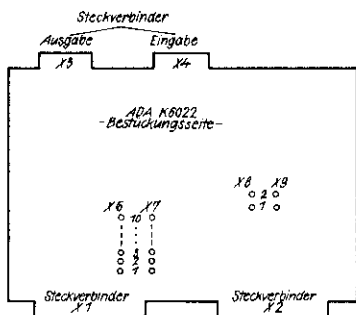 Steckverbinder
Ausgabe Eingabe
X3 X4
ADA K6022
-Bestückungsseite-
X8 X9
2
1
X6 X7
10
3
2
1
Steckverbinder Steckverbinder
X1 X2